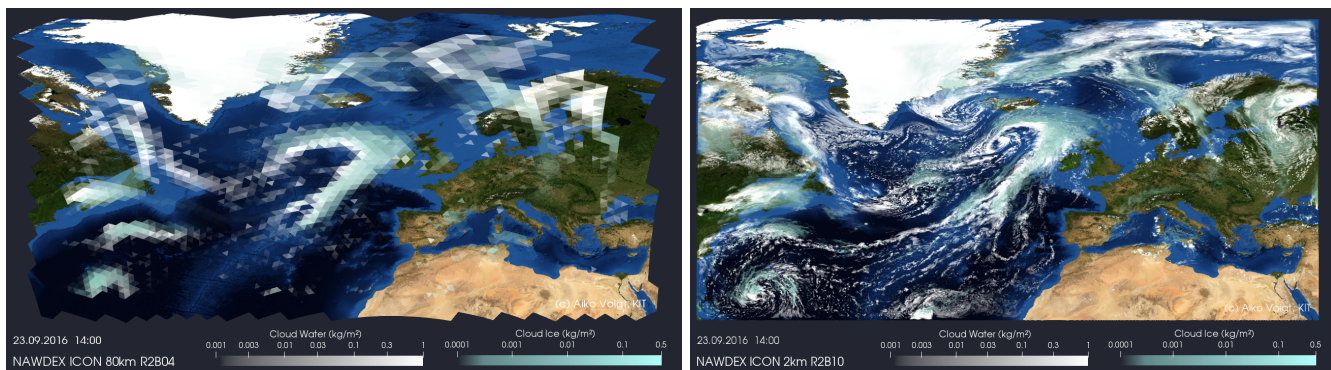 (c) Aiko Voigt, KIT
Cloud Water (kg/m²)
Cloud Ice (kg/m²)
23.09.2016 14:00
0.001 0.01 0.03 0.1 0.3 1
0.0001 0.001 0.01 0.1 0.5
NAWDEX ICON 80km R2B04
(c) Aiko Voigt, KIT
Cloud Water (kg/m²)
Cloud Ice (kg/m²)
23.09.2016 14:00
0.001 0.01 0.03 0.1 0.3 1
0.0001 0.001 0.01 0.1 0.5
NAWDEX ICON 2km R2B10